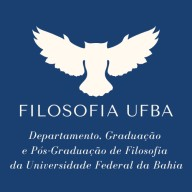 FILOSOFIA UFBA
Departamento, Graduação
e Pós-Graduação de Filosofia
da Universidade Federal da Bahia